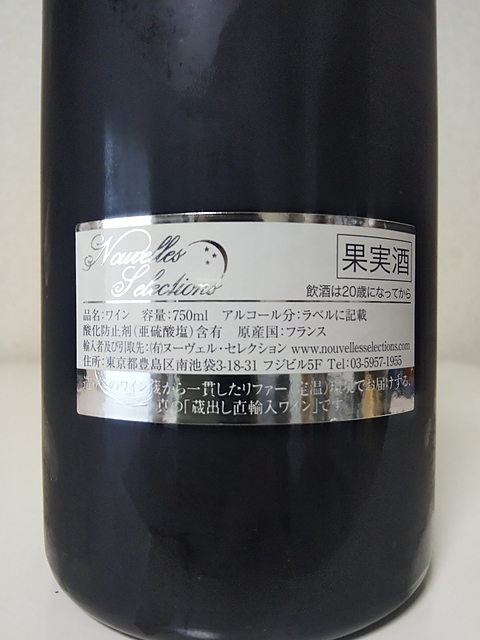 Nouvelles
Selections
果実酒
飲酒は20歳になってから
品名:ワイン 容量:750ml アルコール分:ラベルに記載
酸化防止剤(亜硫酸塩)含有 原産国:フランス
輸入者及び引取先:(有)ヌーヴェル・セレクション www.nouvellesselections.com
住所:東京都豊島区南池袋3-18-31 フジビル5F Tel:03-5957-1955
のワイン から一貫したリファー(定温)環境でお届けする、
真の「蔵出し直輸入ワイン」です